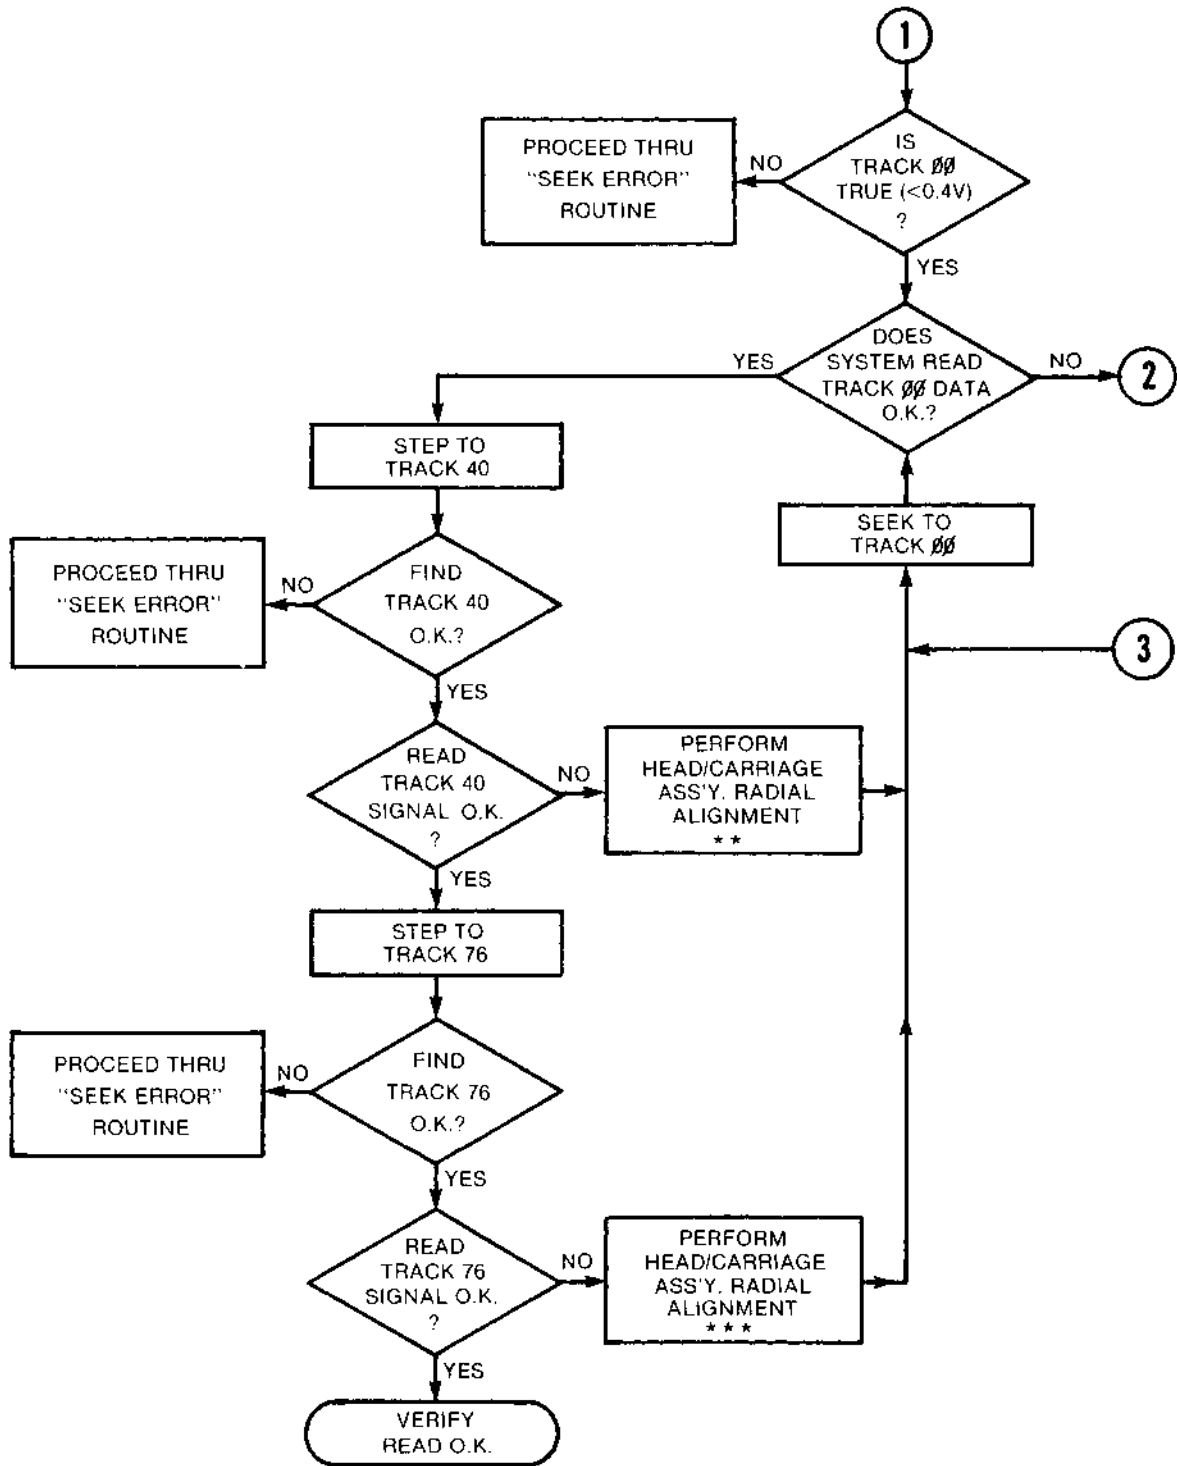 1
IS
TRACK ØØ
TRUE (<0.4V)
?
NO
PROCEED THRU
"SEEK ERROR"
ROUTINE
YES
DOES
SYSTEM READ
TRACK ØØ DATA
O.K.?
YES
NO
2
STEP TO
TRACK 40
SEEK TO
TRACK ØØ
FIND
TRACK 40
O.K.?
NO
PROCEED THRU
"SEEK ERROR"
ROUTINE
3
YES
READ
TRACK 40
SIGNAL O.K.
?
NO
PERFORM
HEAD/CARRIAGE
ASS'Y. RADIAL
ALIGNMENT
* *
YES
STEP TO
TRACK 76
FIND
TRACK 76
O.K.?
NO
PROCEED THRU
"SEEK ERROR"
ROUTINE
YES
READ
TRACK 76
SIGNAL O.K.
?
NO
PERFORM
HEAD/CARRIAGE
ASS'Y. RADIAL
ALIGNMENT
* * *
YES
VERIFY
READ O.K.